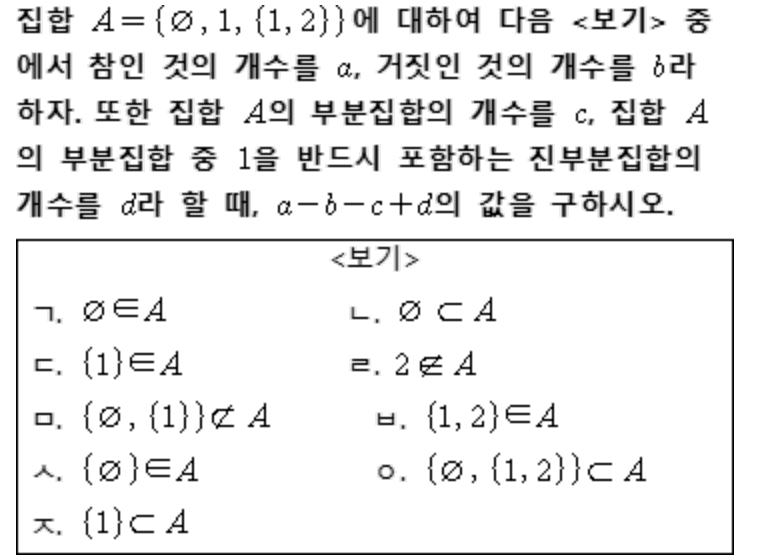 집합 A={∅, 1, {1, 2}}에 대하여 다음 <보기> 중
에서 참인 것의 개수를 a, 거짓인 것의 개수를 b라
하자. 또한 집합 A의 부분집합의 개수를 c, 집합 A
의 부분집합 중 1을 반드시 포함하는 진부분집합의
개수를 d라 할 때, a-b-c+d의 값을 구하시오.
<보기>
ㄱ. ∅∈A ㄴ. ∅ ⊂ A
ㄷ. {1}∈A ㄹ. 2 ∉ A
ㅁ. {∅, {1}}⊄ A ㅂ. {1, 2}∈A
ㅅ. {∅}∈A ㅇ. {∅, {1, 2}}⊂ A
ㅈ. {1}⊂ A